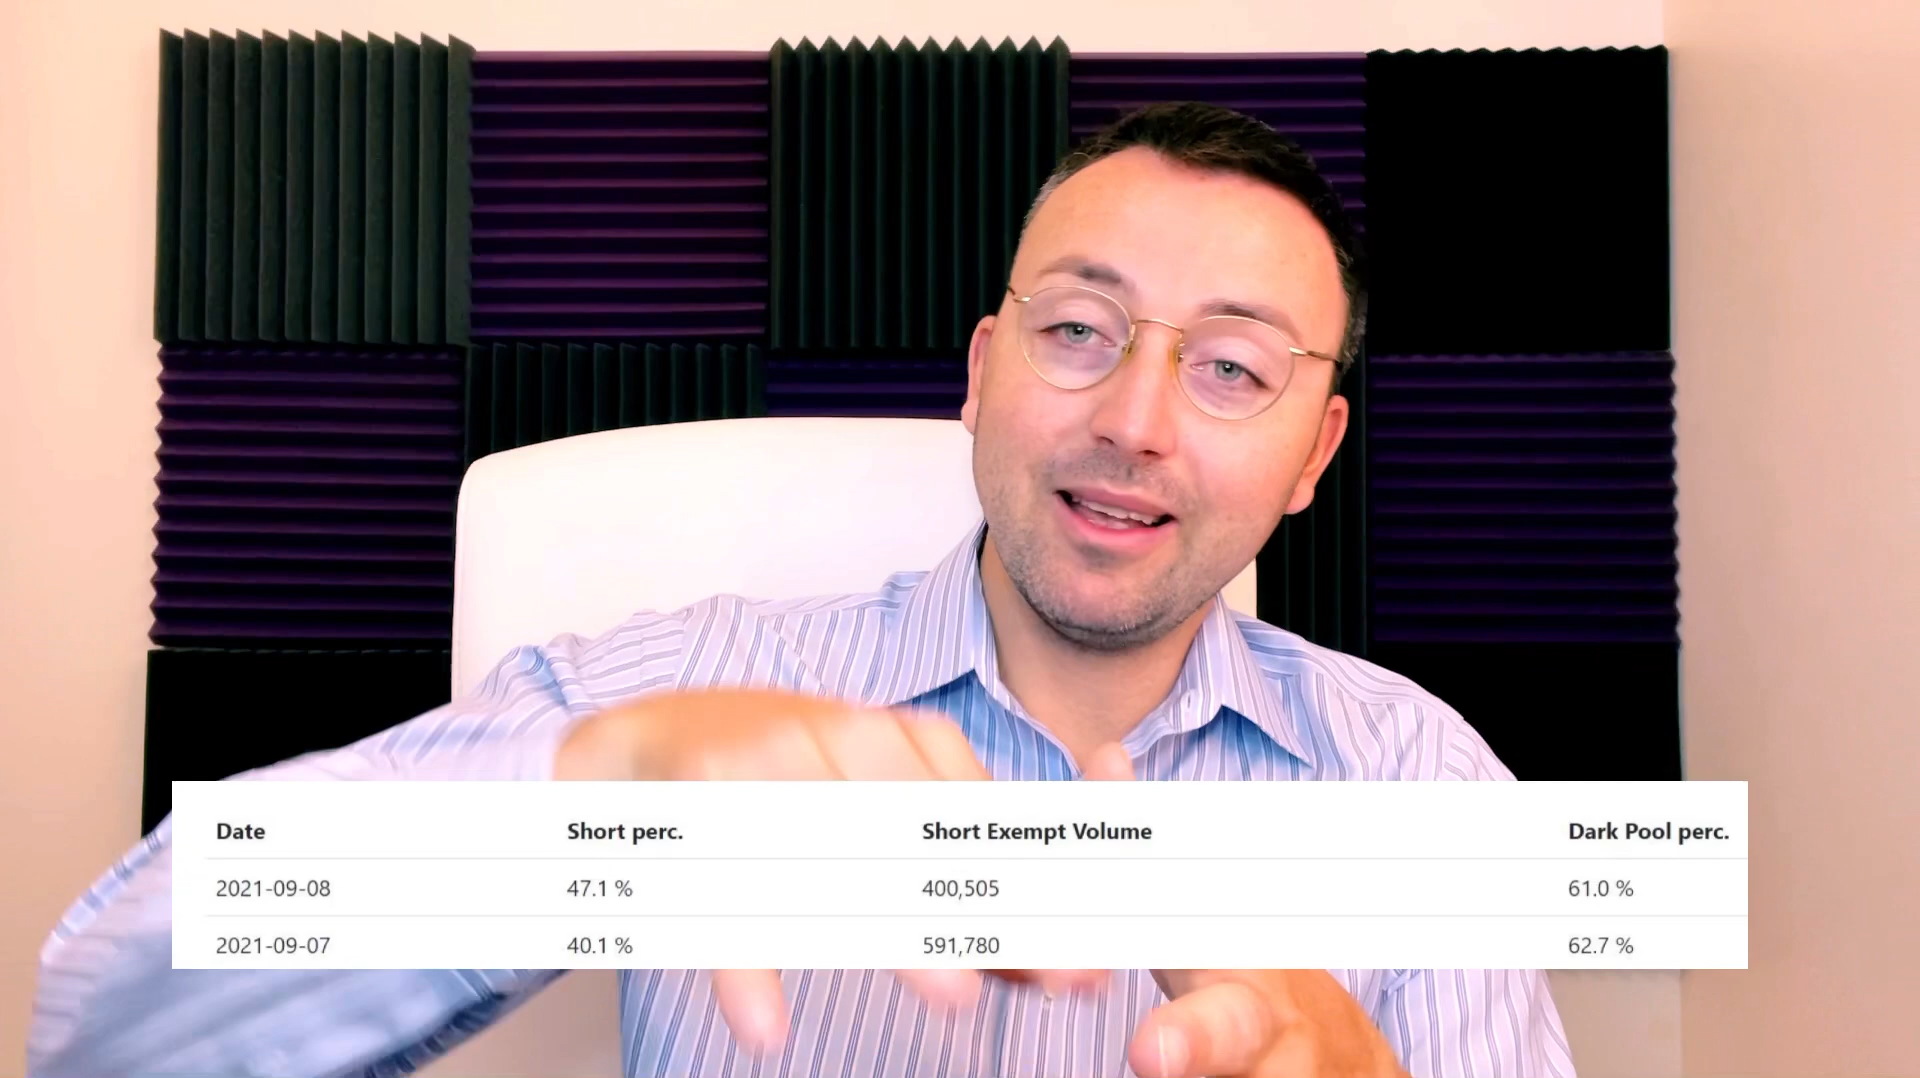 Date Short perc. Short Exempt Volume Dark Pool perc.
2021-09-08 47.1 % 400,505 61.0 %
2021-09-07 40.1 % 591,780 62.7 %